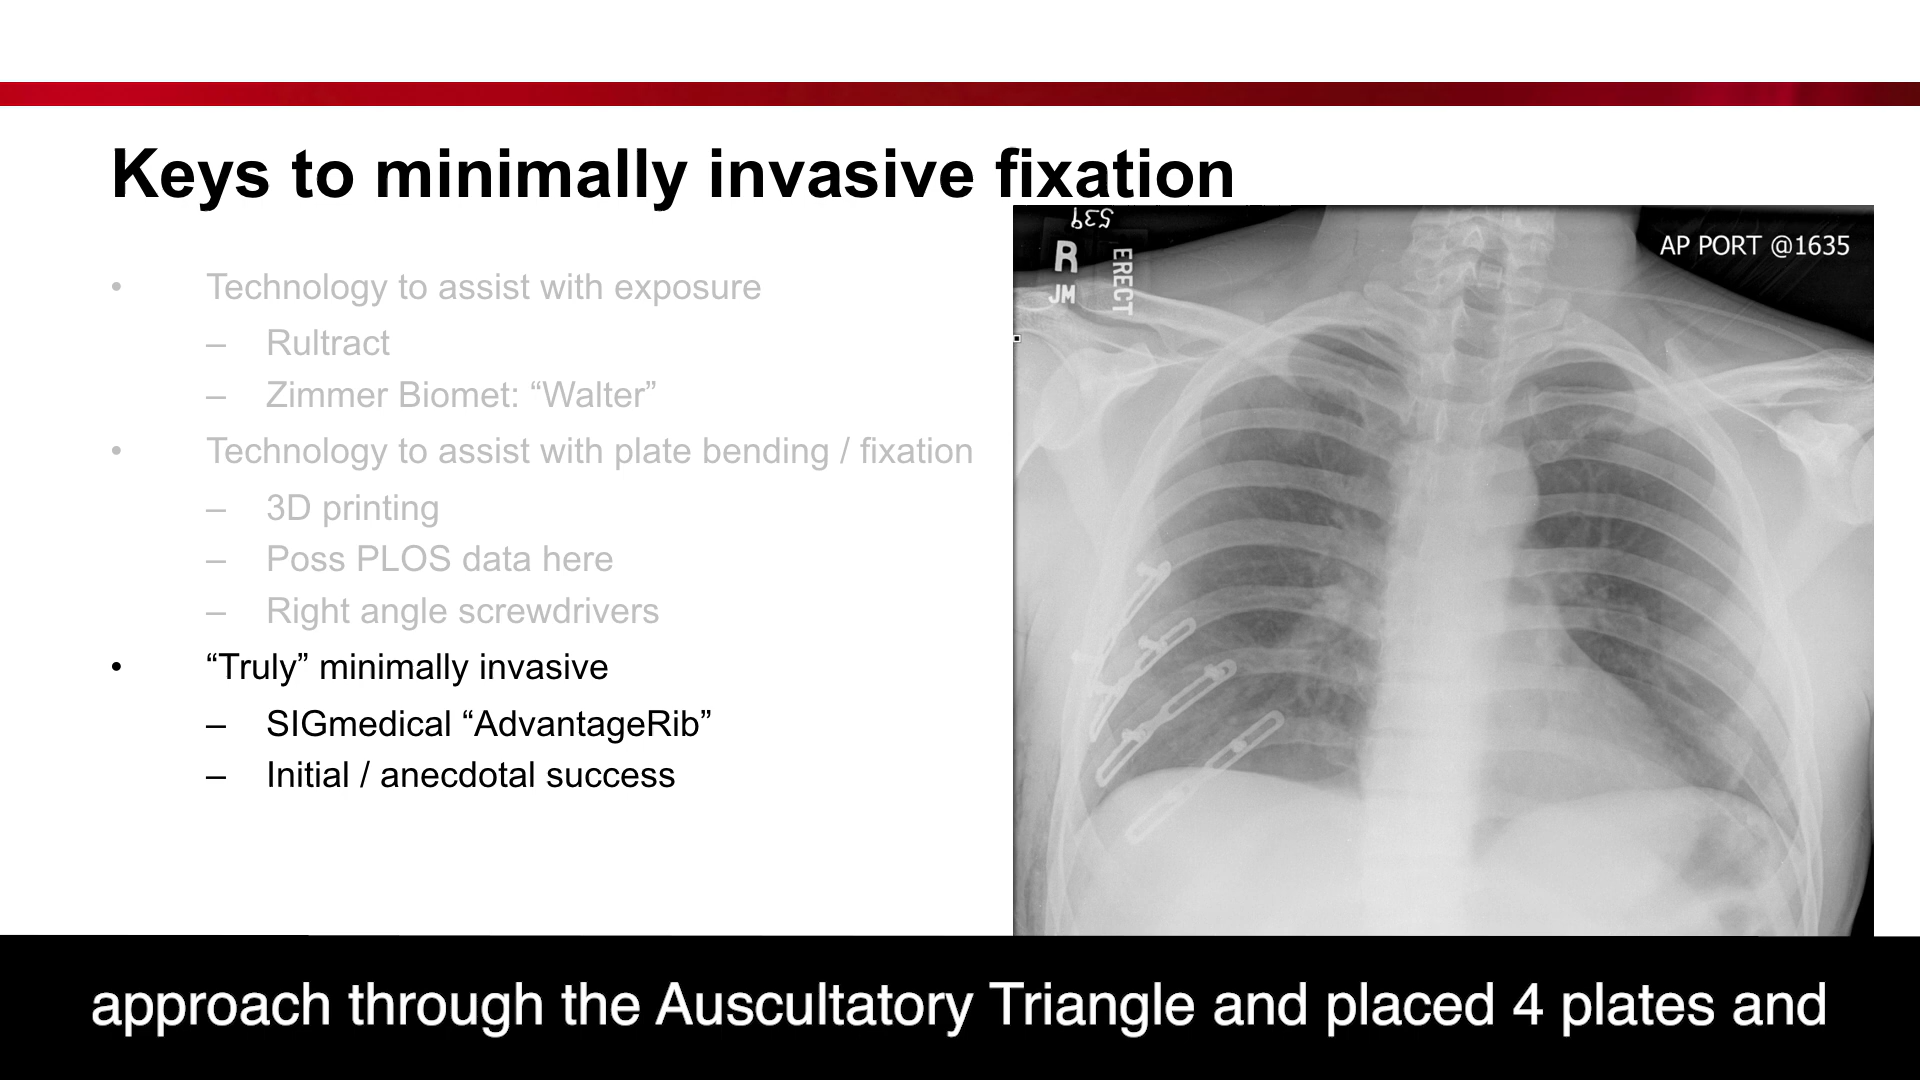 Keys to minimally invasive fixation
• Technology to assist with exposure
– Rultract
– Zimmer Biomet: “Walter”
• Technology to assist with plate bending / fixation
– 3D printing
– Poss PLOS data here
– Right angle screwdrivers
• “Truly” minimally invasive
– SIGmedical “AdvantageRib”
– Initial / anecdotal success
539
R
JM
ERECT
AP PORT @1635
approach through the Auscultatory Triangle and placed 4 plates and